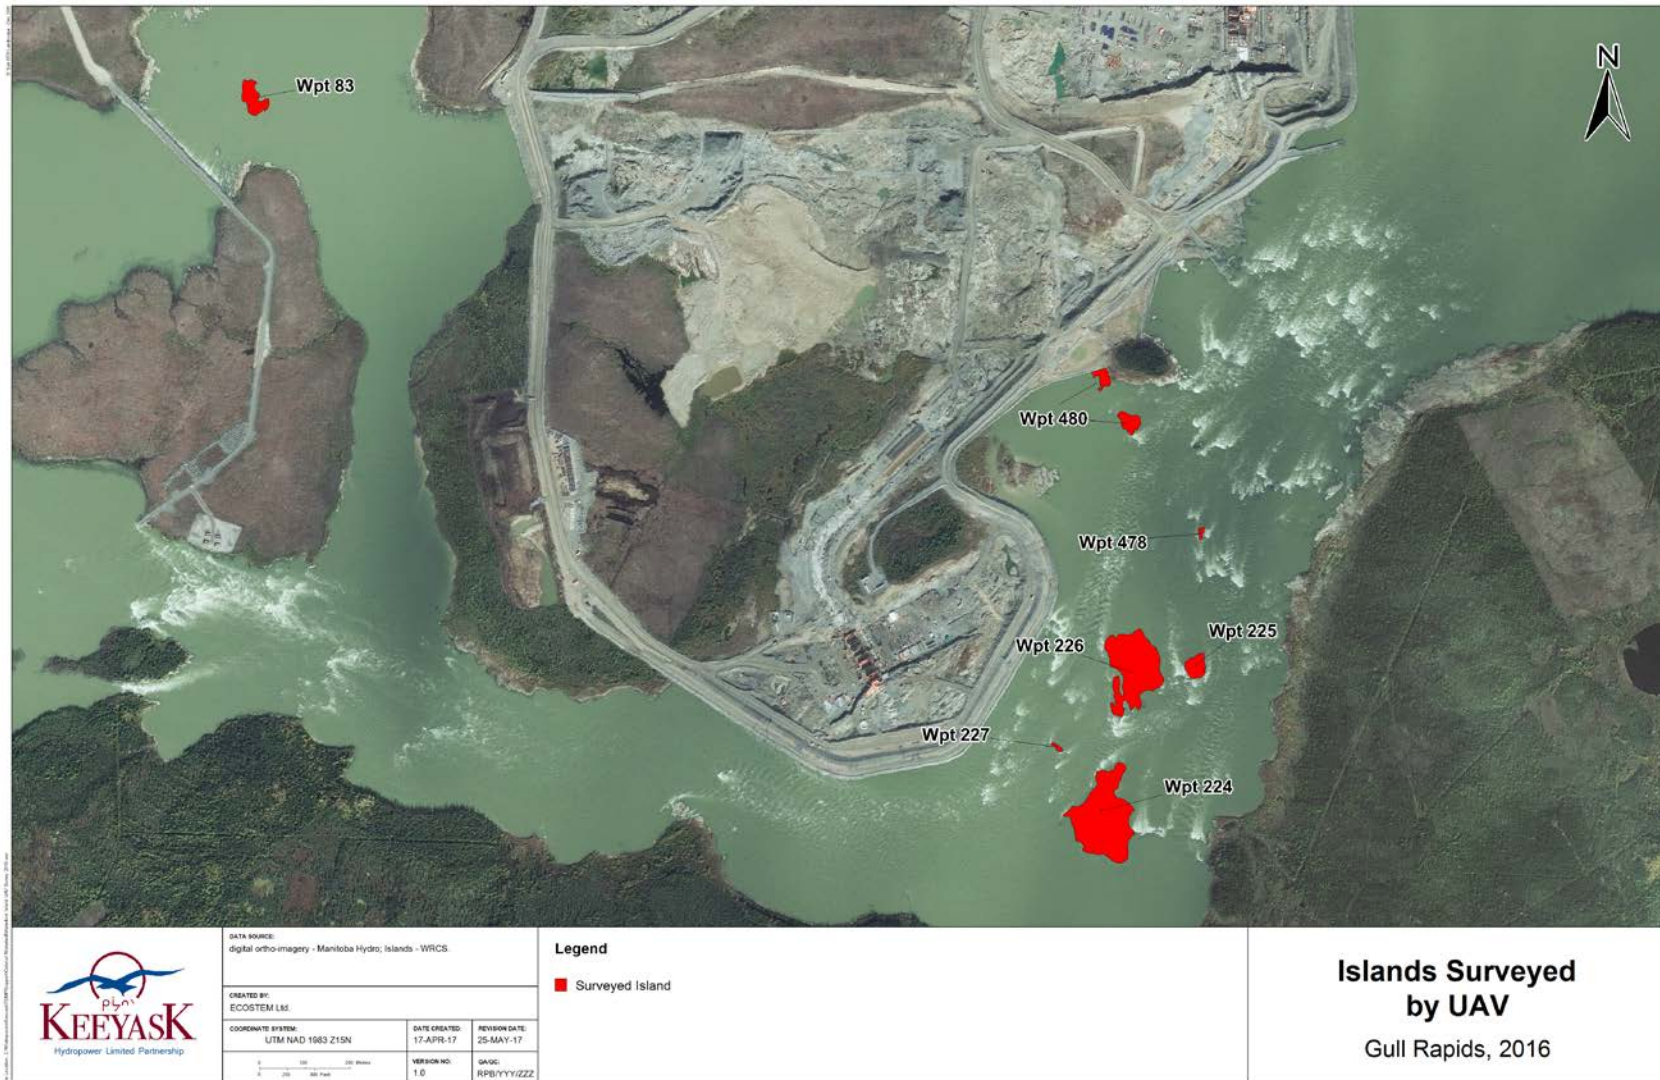 N
Wpt 83
Wpt 480
Wpt 478
Wpt 226
Wpt 225
Wpt 227
Wpt 224
KEEYASK
Hydropower Limited Partnership
DATA SOURCE:
digital ortho-imagery - Manitoba Hydro; Islands - WRCS.
CREATED BY:
ECOSTEM Ltd.
COORDINATE SYSTEM:
UTM NAD 1983 Z15N
DATE CREATED:
17-APR-17
REVISION DATE:
25-MAY-17
VERSION NO:
1.0
QA/QC:
RPB/YYY/ZZZ
Legend
Surveyed Island
Islands Surveyed
by UAV
Gull Rapids, 2016